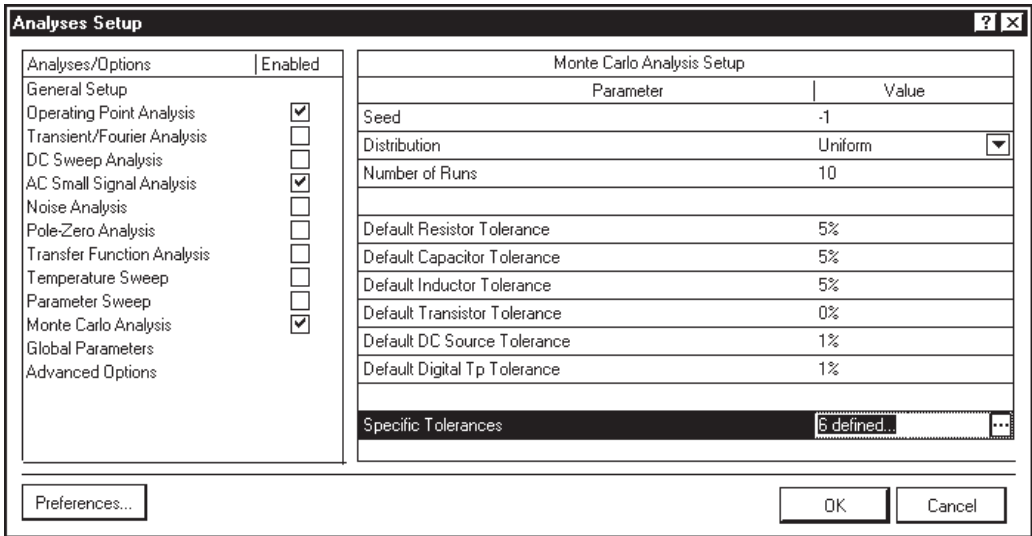 Analyses Setup
Analyses/Options Enabled
General Setup
Operating Point Analysis
Transient/Fourier Analysis
DC Sweep Analysis
AC Small Signal Analysis
Noise Analysis
Pole-Zero Analysis
Transfer Function Analysis
Temperature Sweep
Parameter Sweep
Monte Carlo Analysis
Global Parameters
Advanced Options
Monte Carlo Analysis Setup
Parameter Value
Seed -1
Distribution Uniform
Number of Runs 10
Default Resistor Tolerance 5%
Default Capacitor Tolerance 5%
Default Inductor Tolerance 5%
Default Transistor Tolerance 0%
Default DC Source Tolerance 1%
Default Digital Tp Tolerance 1%
Specific Tolerances 6 defined... ...
Preferences... OK Cancel